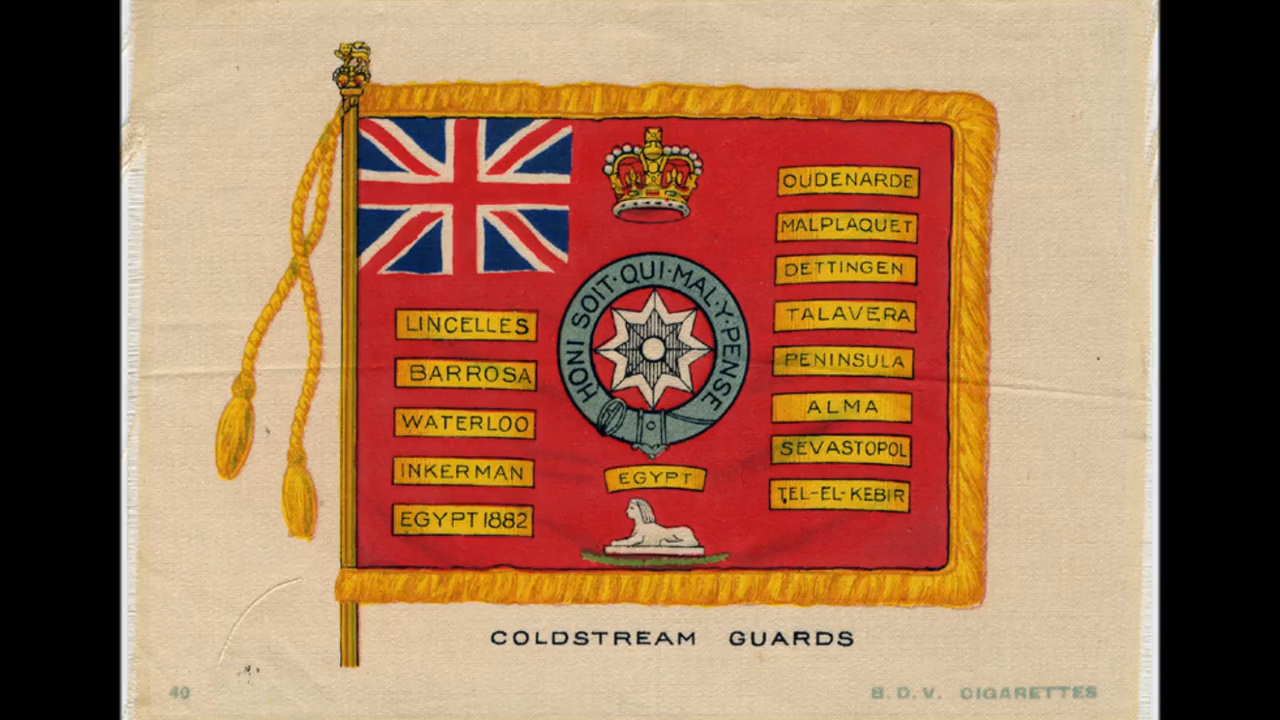 HONI SOIT·QUI·MAL·Y·PENSE
LINCELLES
BARROSA
WATERLOO
INKERMAN
EGYPT 1882
EGYPT
OUDENARDE
MALPLAQUET
DETTINGEN
TALAVERA
PENINSULA
ALMA
SEVASTOPOL
TEL-EL-KEBIR
COLDSTREAM GUARDS
40
B.D.V. CIGARETTES